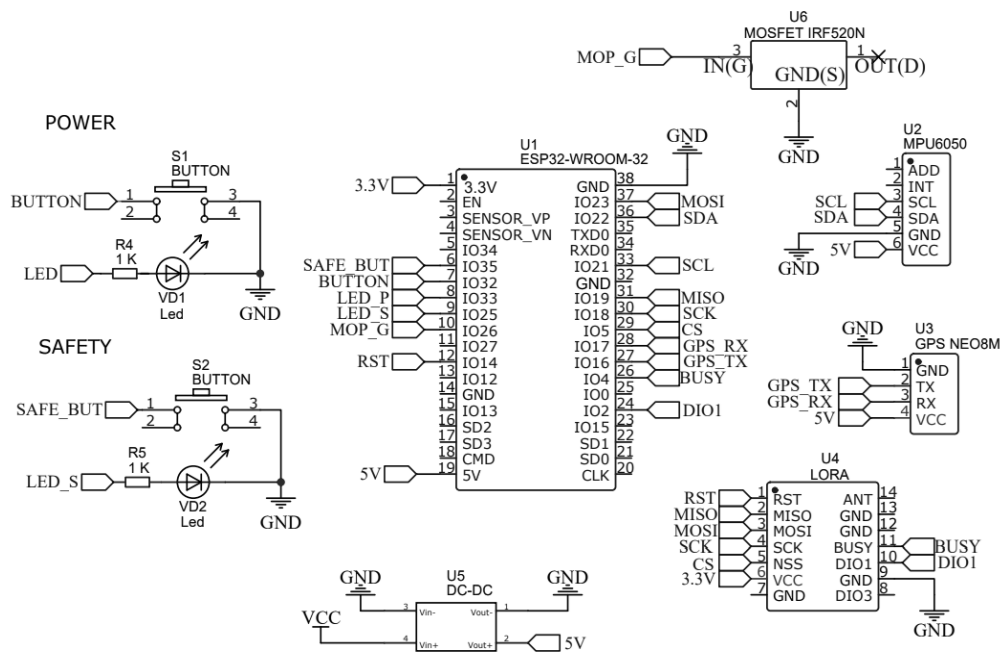 U6
MOSFET IRF520N
MOP_G
3
IN(G)
1
OUT(D)
GND(S)
2
GND
POWER
S1
BUTTON
BUTTON
1
3
2
4
R4
1 K
LED
VD1
Led
GND
SAFETY
S2
BUTTON
SAFE_BUT
1
3
2
4
R5
1 K
LED_S
VD2
Led
GND
U1
ESP32-WROOM-32
GND
3.3V 1 3.3V GND 38
2 EN IO23 37 MOSI
3 SENSOR_VP IO22 36 SDA
4 SENSOR_VN TXD0 35
5 IO34 RXD0 34
SAFE_BUT 6 IO35 IO21 33 SCL
BUTTON 7 IO32 GND 32
LED_P 8 IO33 IO19 31 MISO
LED_S 9 IO25 IO18 30 SCK
MOP_G 10 IO26 IO5 29 CS
11 IO27 IO17 28 GPS_RX
RST 12 IO14 IO16 27 GPS_TX
13 IO12 IO4 26 BUSY
14 GND IO0 25
15 IO13 IO2 24 DIO1
16 SD2 IO15 23
17 SD3 SD1 22
18 CMD SD0 21
5V 19 5V CLK 20
U2
MPU6050
1 ADD
2 INT
SCL 3 SCL
SDA 4 SDA
5 GND
5V 6 VCC
GND
U3
GPS NEO8M
GND
1 GND
GPS_TX 2 TX
GPS_RX 3 RX
5V 4 VCC
U4
LORA
RST 1 RST ANT 14
MISO 2 MISO GND 13
MOSI 3 MOSI GND 12
SCK 4 SCK BUSY 11 BUSY
CS 5 NSS DIO1 10 DIO1
3.3V 6 VCC GND 9
7 GND DIO3 8
GND
U5
DC-DC
GND
GND
VCC
3 Vin- Vout- 1
4 Vin+ Vout+ 2 5V